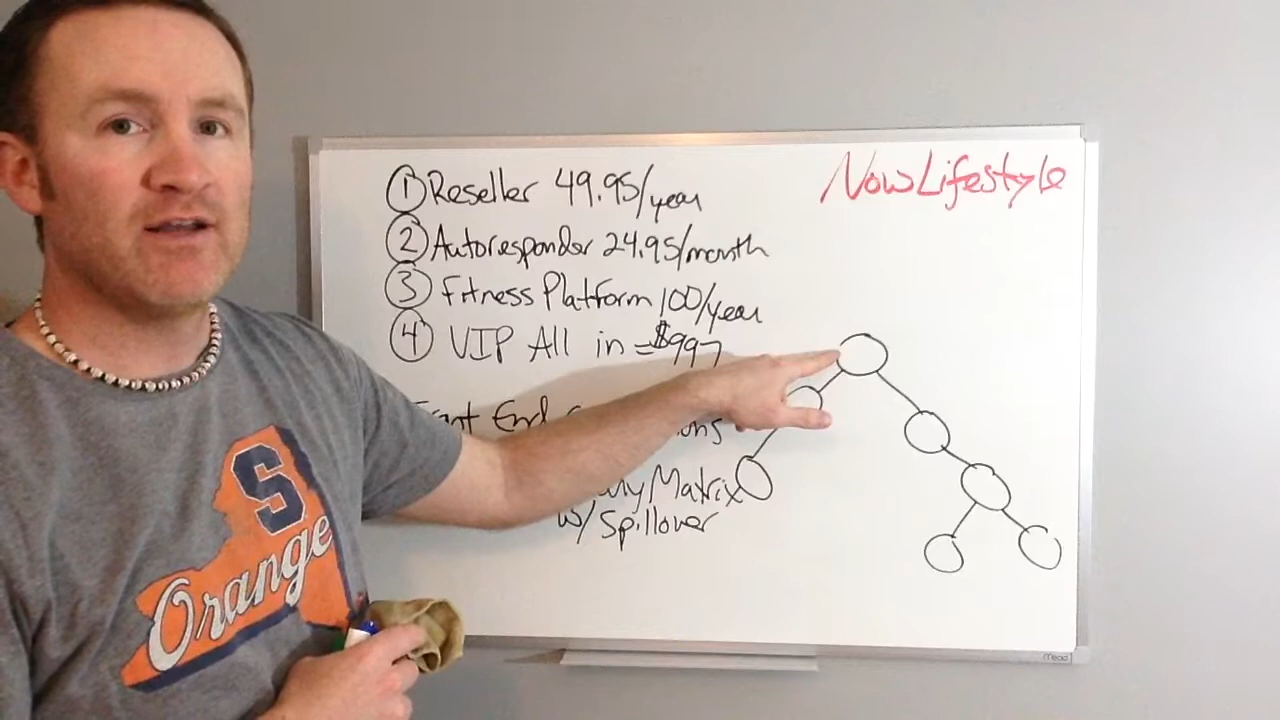 NowLifestyle
① Reseller 49.95/year
② Autoresponder 24.95/month
③ Fitness Platform 100/year
④ VIP All in = $997
End
Matrix
w/ Spillover
S
Orange
Mead